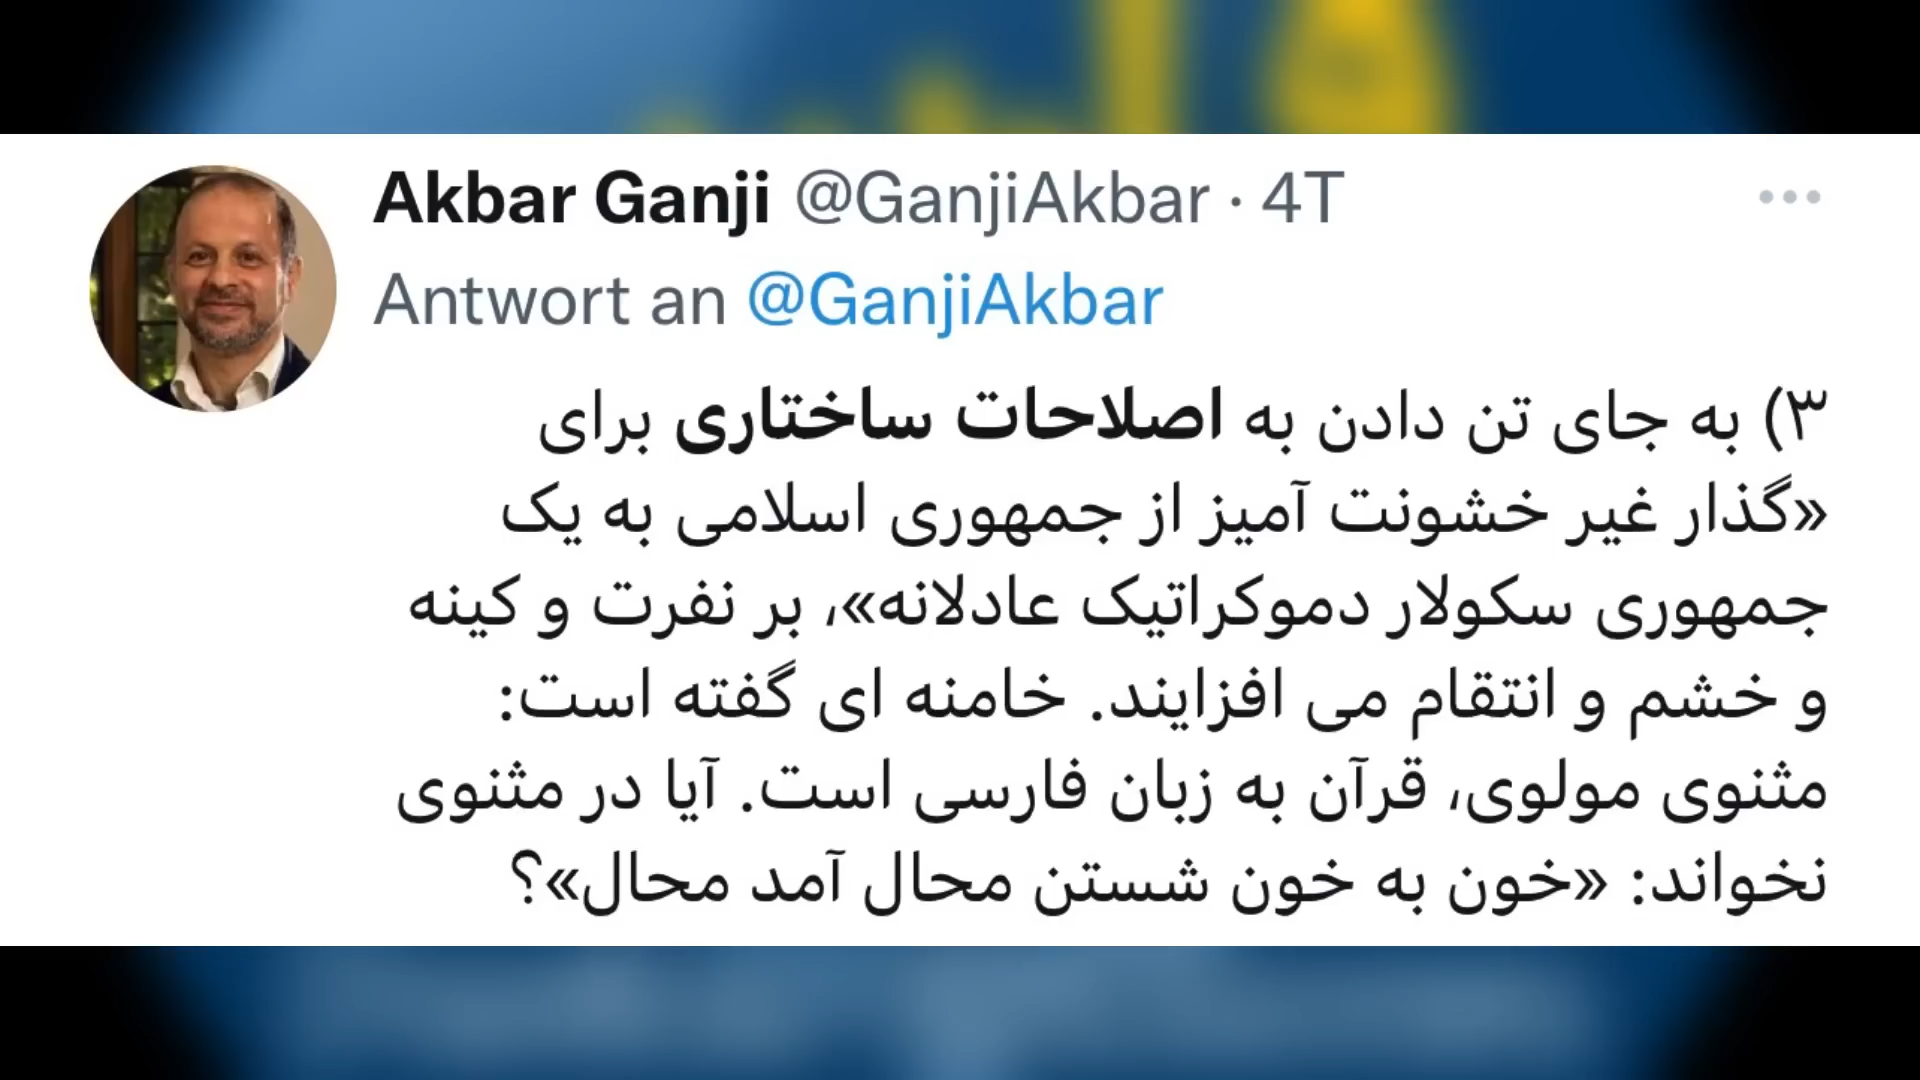 Akbar Ganji @GanjiAkbar · 4T
Antwort an @GanjiAkbar
۳) به جای تن دادن به اصلاحات ساختاری برای
«گذار غیر خشونت آمیز از جمهوری اسلامی به یک
جمهوری سکولار دموکراتیک عادلانه»، بر نفرت و کینه
و خشم و انتقام می افزایند. خامنه ای گفته است:
مثنوی مولوی، قرآن به زبان فارسی است. آیا در مثنوی
نخواند: «خون به خون شستن محال آمد محال»؟